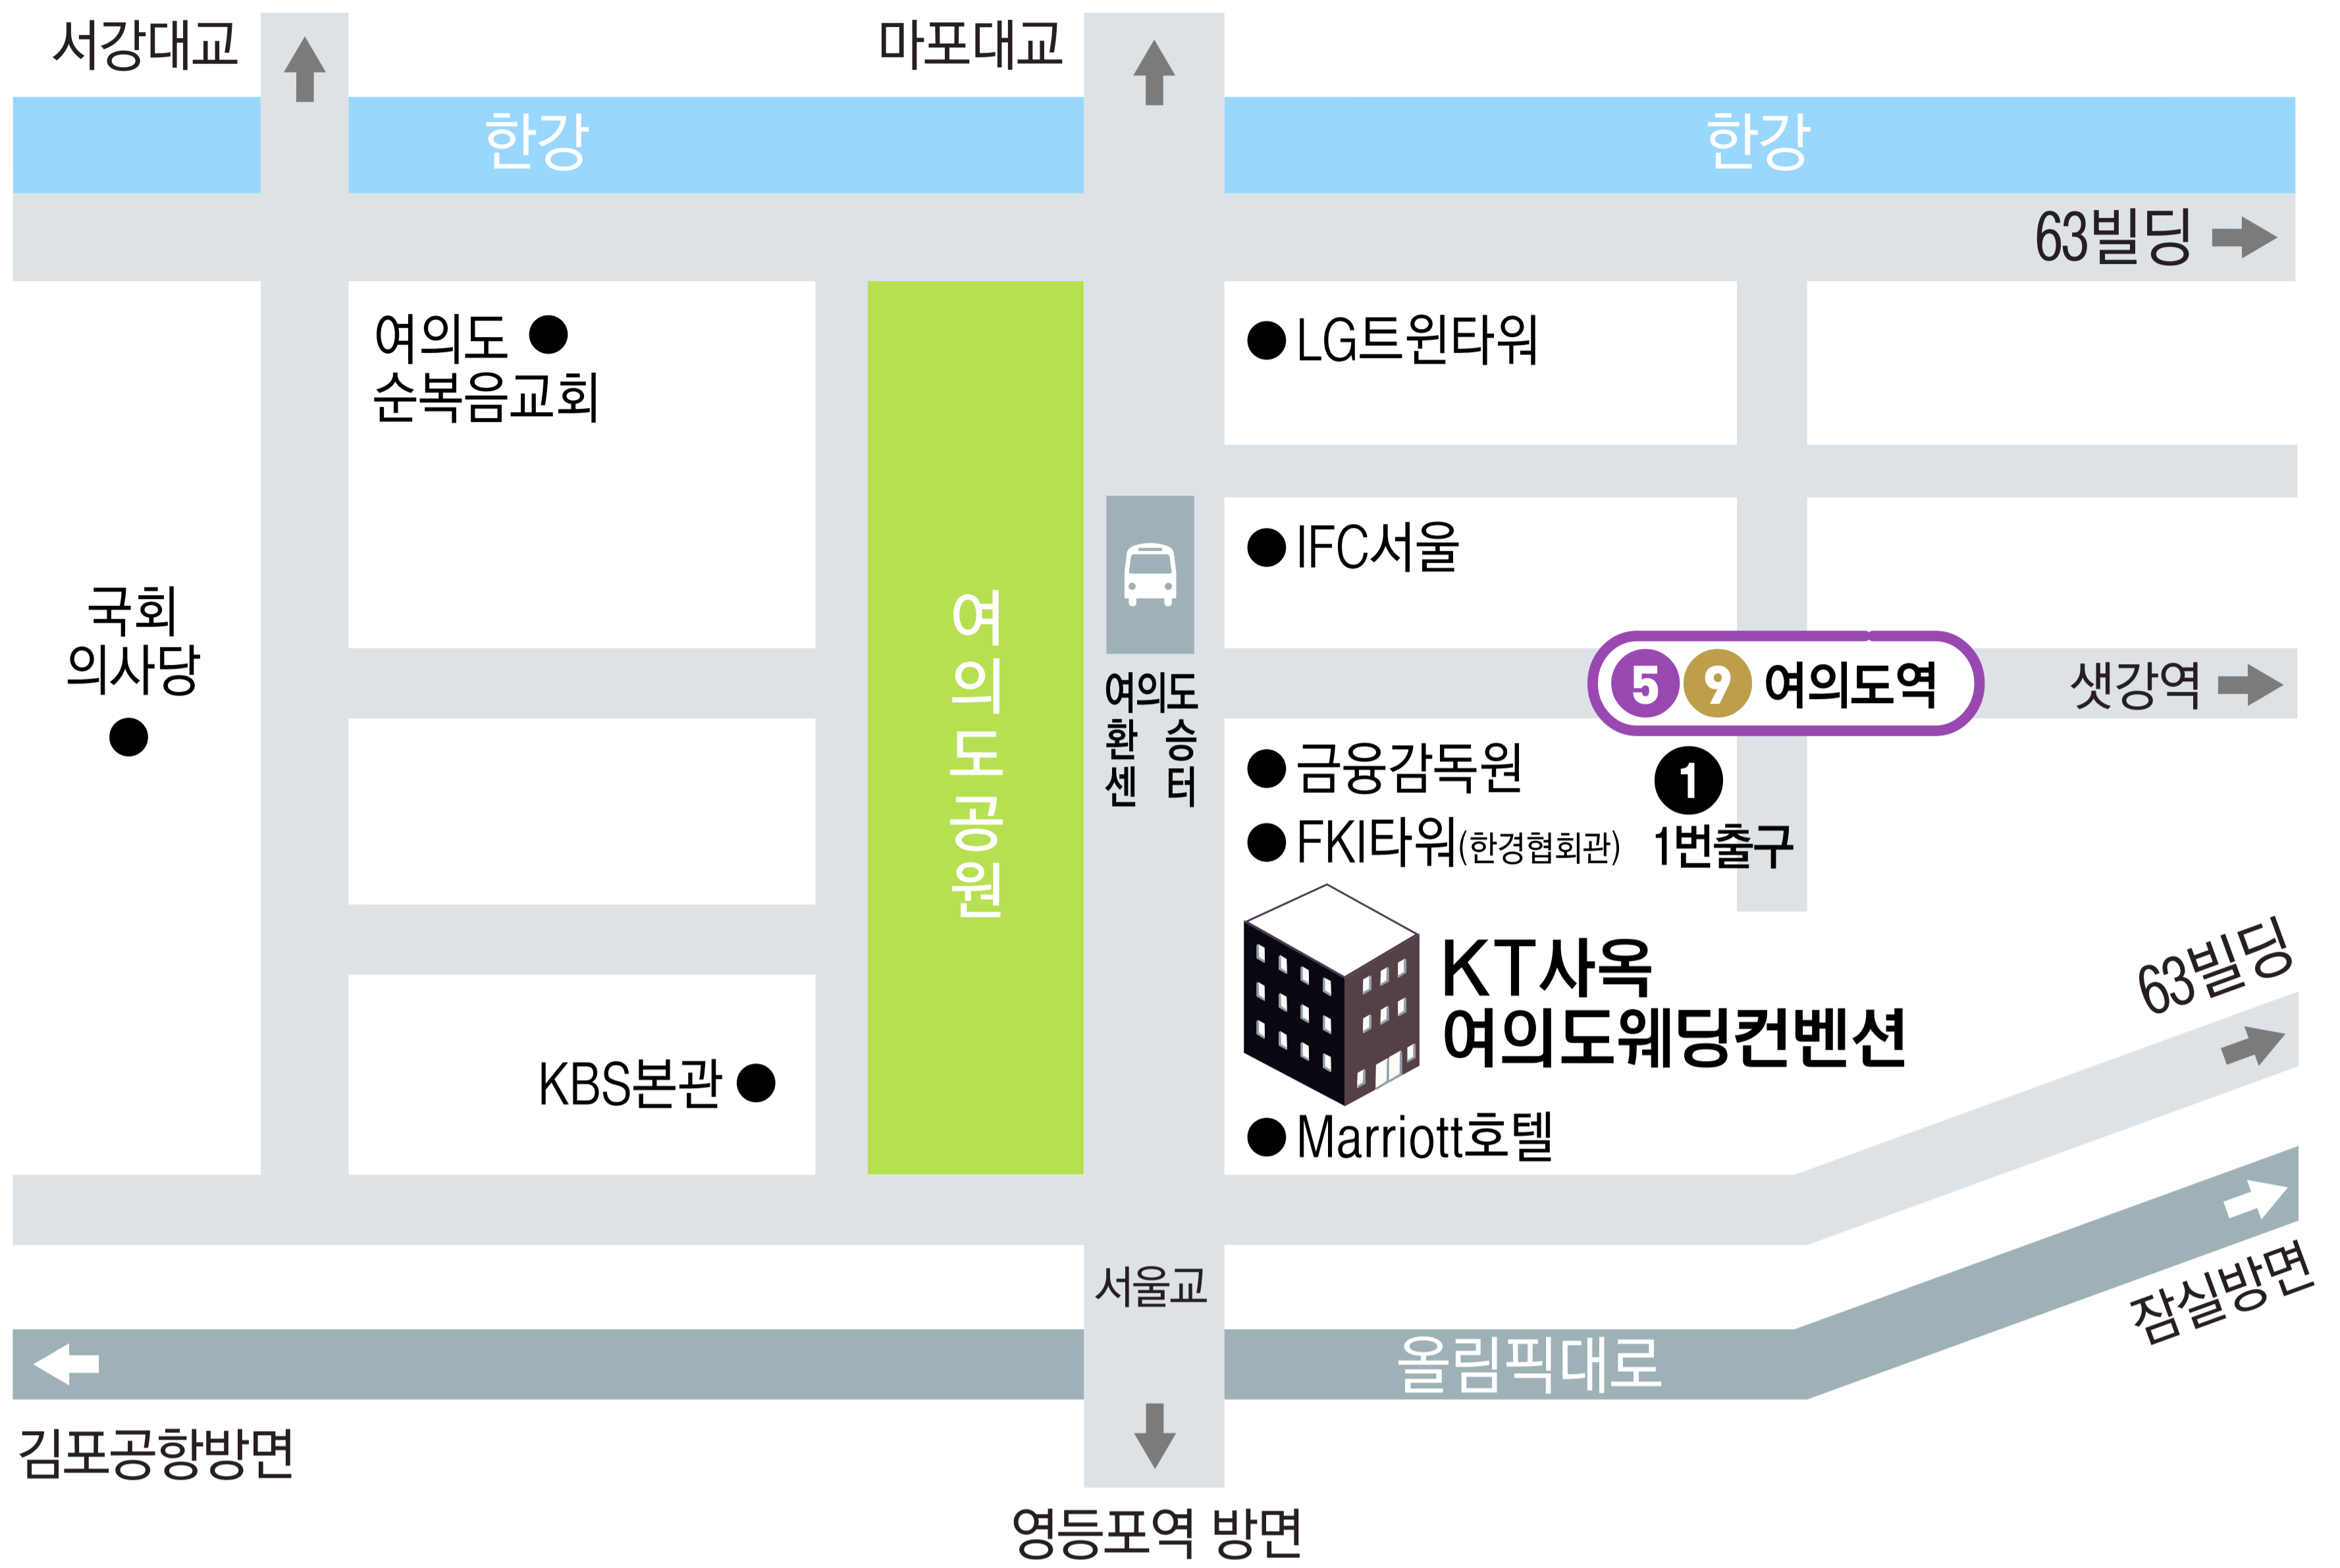 서강대교
마포대교
한강
한강
63빌딩
여의도
순복음교회
LG트윈타워
IFC서울
국회
의사당
여의도공원
여의도
환승
센터
5 9 여의도역
샛강역
금융감독원
1
FKI타워(한경협회관)
1번출구
KT사옥
여의도웨딩컨벤션
63빌딩
KBS본관
Marriott호텔
서울교
올림픽대로
잠실방면
김포공항방면
영등포역 방면